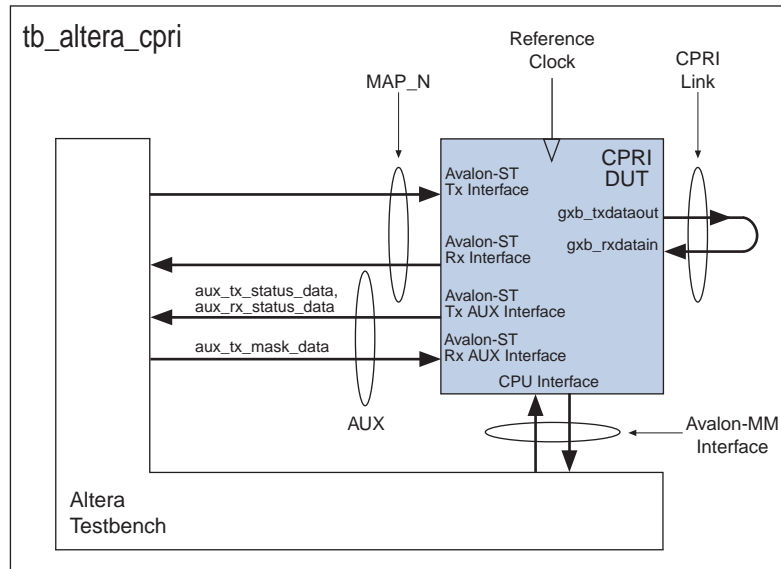 tb_altera_cpri
Reference
Clock
CPRI
Link
MAP_N
CPRI
DUT
Avalon-ST
Tx Interface
gxb_txdataout
Avalon-ST
Rx Interface
gxb_rxdatain
aux_tx_status_data,
aux_rx_status_data
Avalon-ST
Tx AUX Interface
aux_tx_mask_data
Avalon-ST
Rx AUX Interface
CPU Interface
AUX
Avalon-MM
Interface
Altera
Testbench